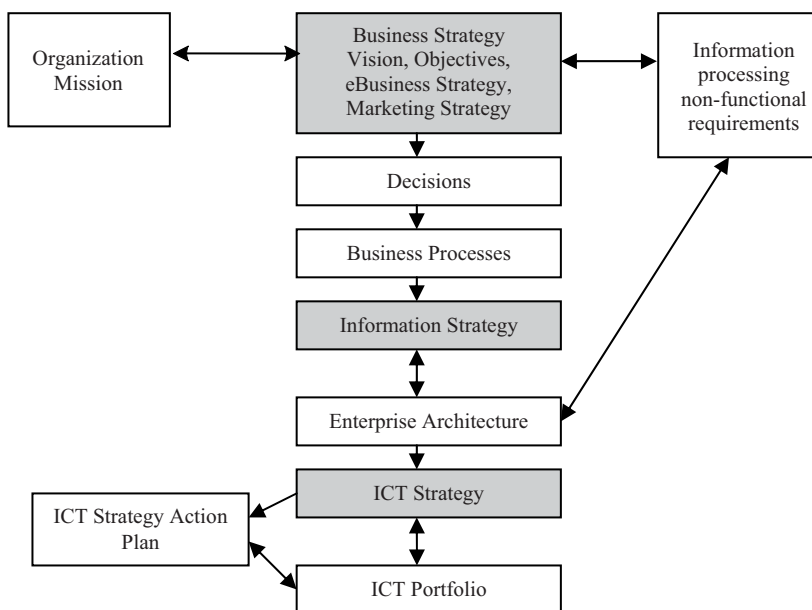 Organization
Mission
Business Strategy
Vision, Objectives,
eBusiness Strategy,
Marketing Strategy
Information
processing
non-functional
requirements
Decisions
Business Processes
Information Strategy
Enterprise Architecture
ICT Strategy
ICT Strategy Action
Plan
ICT Portfolio